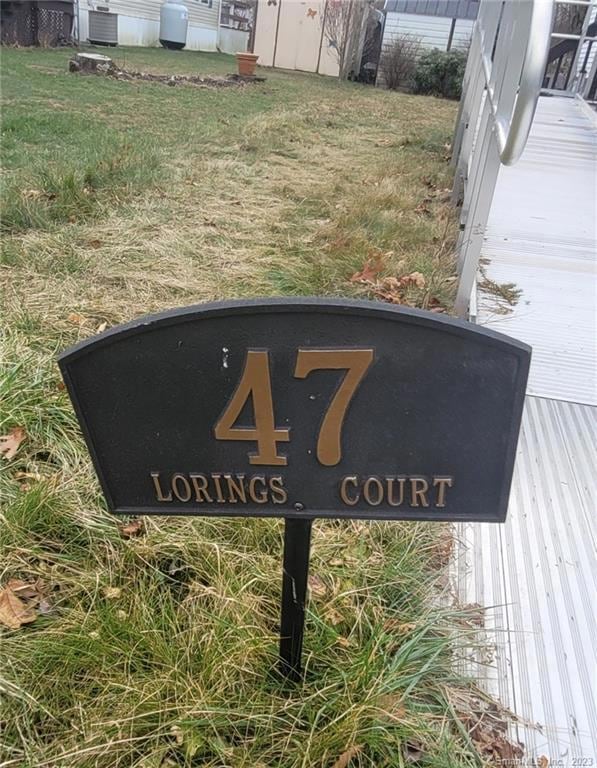 47
LORINGS COURT
SmartMLS, Inc. 2023